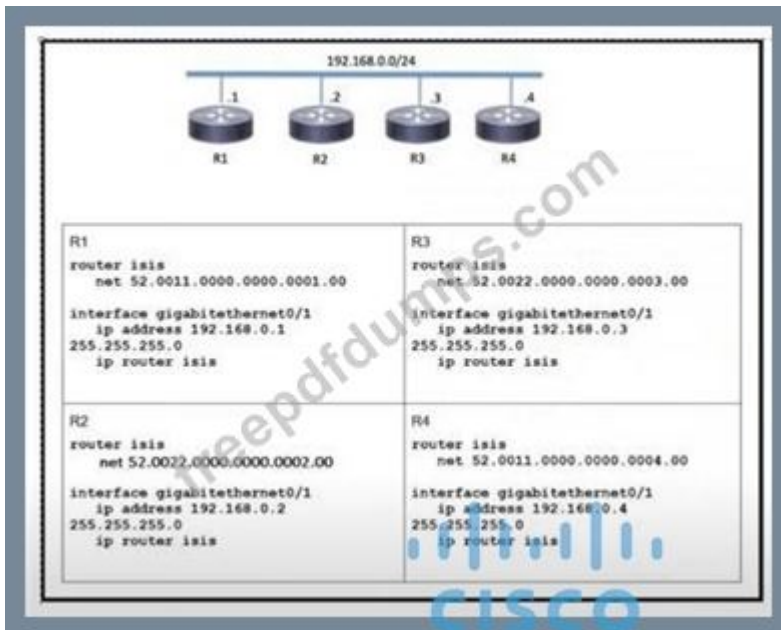 192.168.0.0/24
.1 .2 .3 .4
R1 R2 R3 R4
R1
router isis
net 52.0011.0000.0000.0001.00
interface gigabitethernet0/1
ip address 192.168.0.1
255.255.255.0
ip router isis
R3
router isis
net 52.0022.0000.0000.0003.00
interface gigabitethernet0/1
ip address 192.168.0.3
255.255.255.0
ip router isis
R2
router isis
net 52.0022.0000.0000.0002.00
interface gigabitethernet0/1
ip address 192.168.0.2
255.255.255.0
ip router isis
R4
router isis
net 52.0011.0000.0000.0004.00
interface gigabitethernet0/1
ip address 192.168.0.4
255.255.255.0
ip router isis
freepdfdumps.com
CISCO